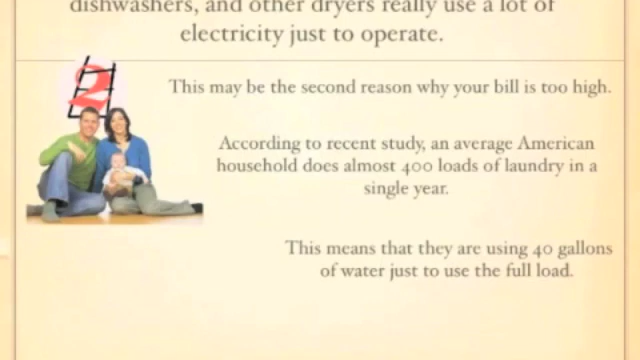 dishwashers, and other dryers really use a lot of
electricity just to operate.
2
This may be the second reason why your bill is too high.
According to recent study, an average American
household does almost 400 loads of laundry in a
single year.
This means that they are using 40 gallons
of water just to use the full load.